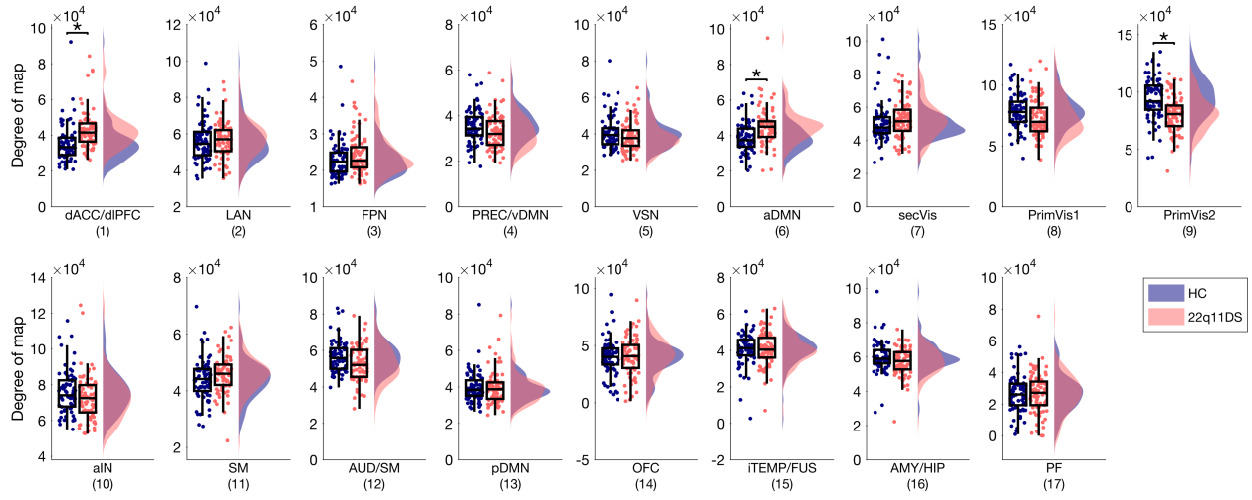 ×10⁴ ×10⁴ ×10⁴ ×10⁴ ×10⁴ ×10⁴ ×10⁴ ×10⁴ ×10⁴
Degree of map
10 8 6 4 2 0
*
dACC/dlPFC
(1)
12 10 8 6 4 2
LAN
(2)
6 5 4 3 2 1
FPN
(3)
8 6 4 2 0
PREC/vDMN
(4)
10 8 6 4 2 0
VSN
(5)
10 8 6 4 2 0
*
aDMN
(6)
10 8 6 4 2 0
secVis
(7)
15 10 5 0
PrimVis1
(8)
15 10 5 0
*
PrimVis2
(9)
×10⁴ ×10⁴ ×10⁴ ×10⁴ ×10⁴ ×10⁴ ×10⁴ ×10⁴
Degree of map
14 12 10 8 6 4
aIN
(10)
8 6 4 2
SM
(11)
10 8 6 4 2 0
AUD/SM
(12)
10 8 6 4 2 0
pDMN
(13)
10 5 0 -5
OFC
(14)
8 6 4 2 0 -2
iTEMP/FUS
(15)
10 8 6 4 2 0
AMY/HIP
(16)
10 8 6 4 2 0
PF
(17)
HC
22q11DS